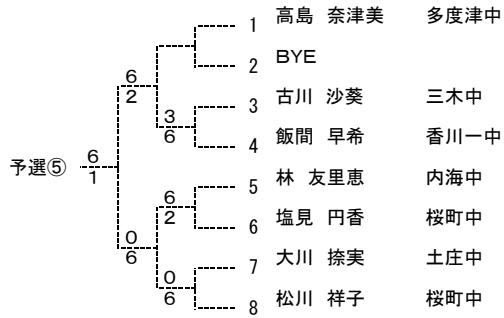 1 高島 奈津美 多度津中
2 BYE
6
2
3 古川 沙葵 三木中
3
6
4 飯間 早希 香川一中
予選⑤
6
1
5 林 友里恵 内海中
6
2
6 塩見 円香 桜町中
0
6
7 大川 捺実 土庄中
0
6
8 松川 祥子 桜町中